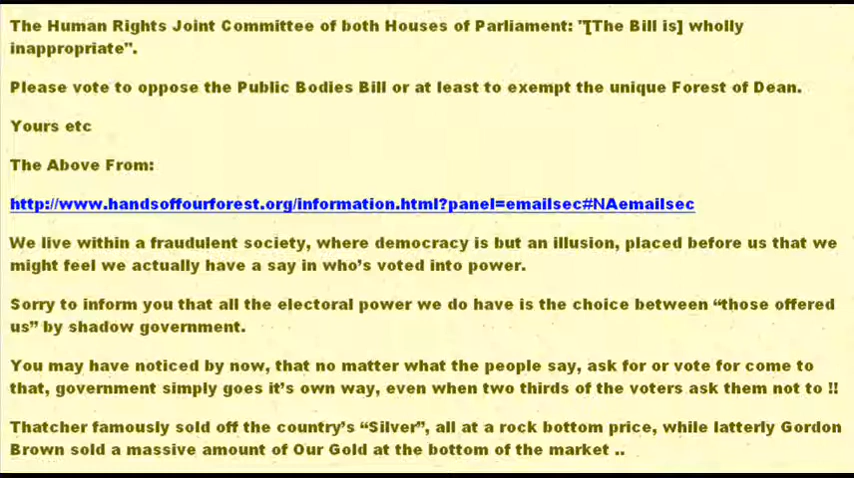 The Human Rights Joint Committee of both Houses of Parliament: "[The Bill is] wholly
inappropriate".
Please vote to oppose the Public Bodies Bill or at least to exempt the unique Forest of Dean.
Yours etc
The Above From:
http://www.handsoffourforest.org/information.html?panel=emailsec#NAemailsec
We live within a fraudulent society, where democracy is but an illusion, placed before us that we
might feel we actually have a say in who’s voted into power.
Sorry to inform you that all the electoral power we do have is the choice between “those offered
us” by shadow government.
You may have noticed by now, that no matter what the people say, ask for or vote for come to
that, government simply goes it’s own way, even when two thirds of the voters ask them not to !!
Thatcher famously sold off the country’s “Silver”, all at a rock bottom price, while latterly Gordon
Brown sold a massive amount of Our Gold at the bottom of the market ..